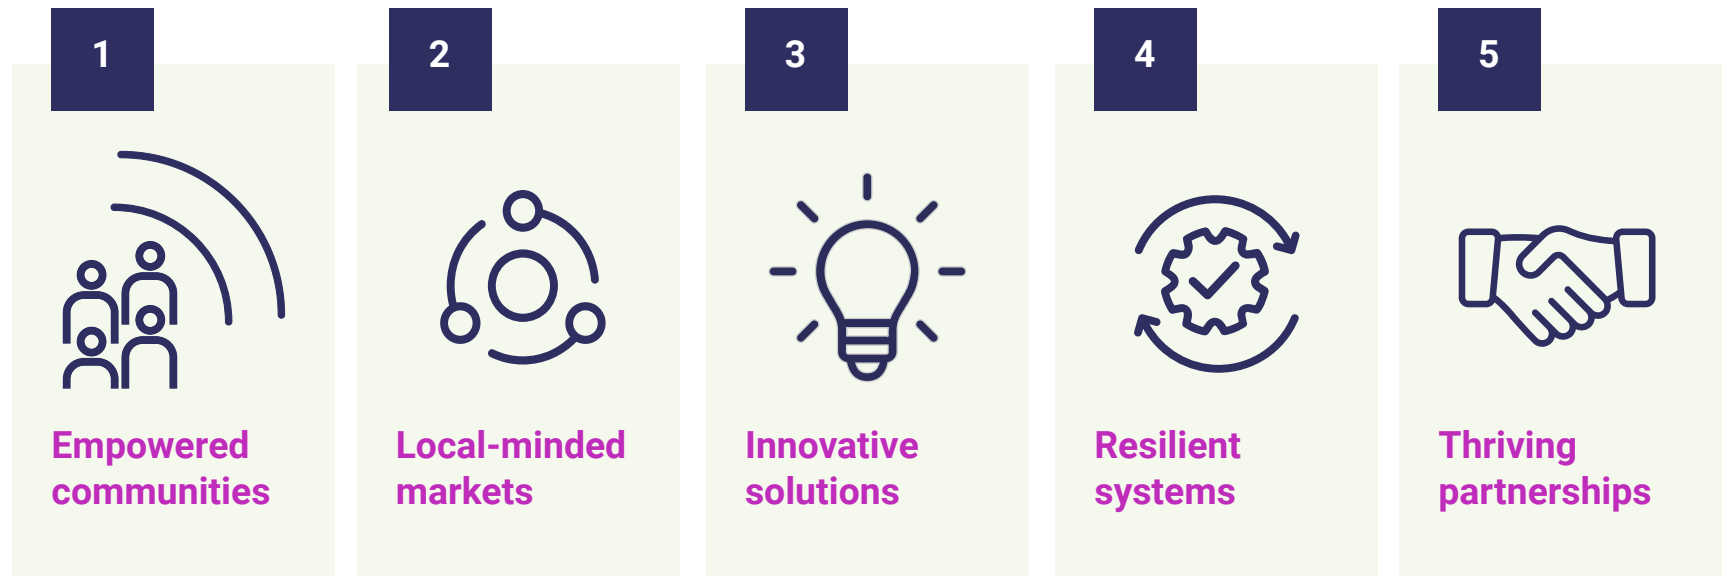 1
Empowered
communities
2
Local-minded
markets
3
Innovative
solutions
4
Resilient
systems
5
Thriving
partnerships